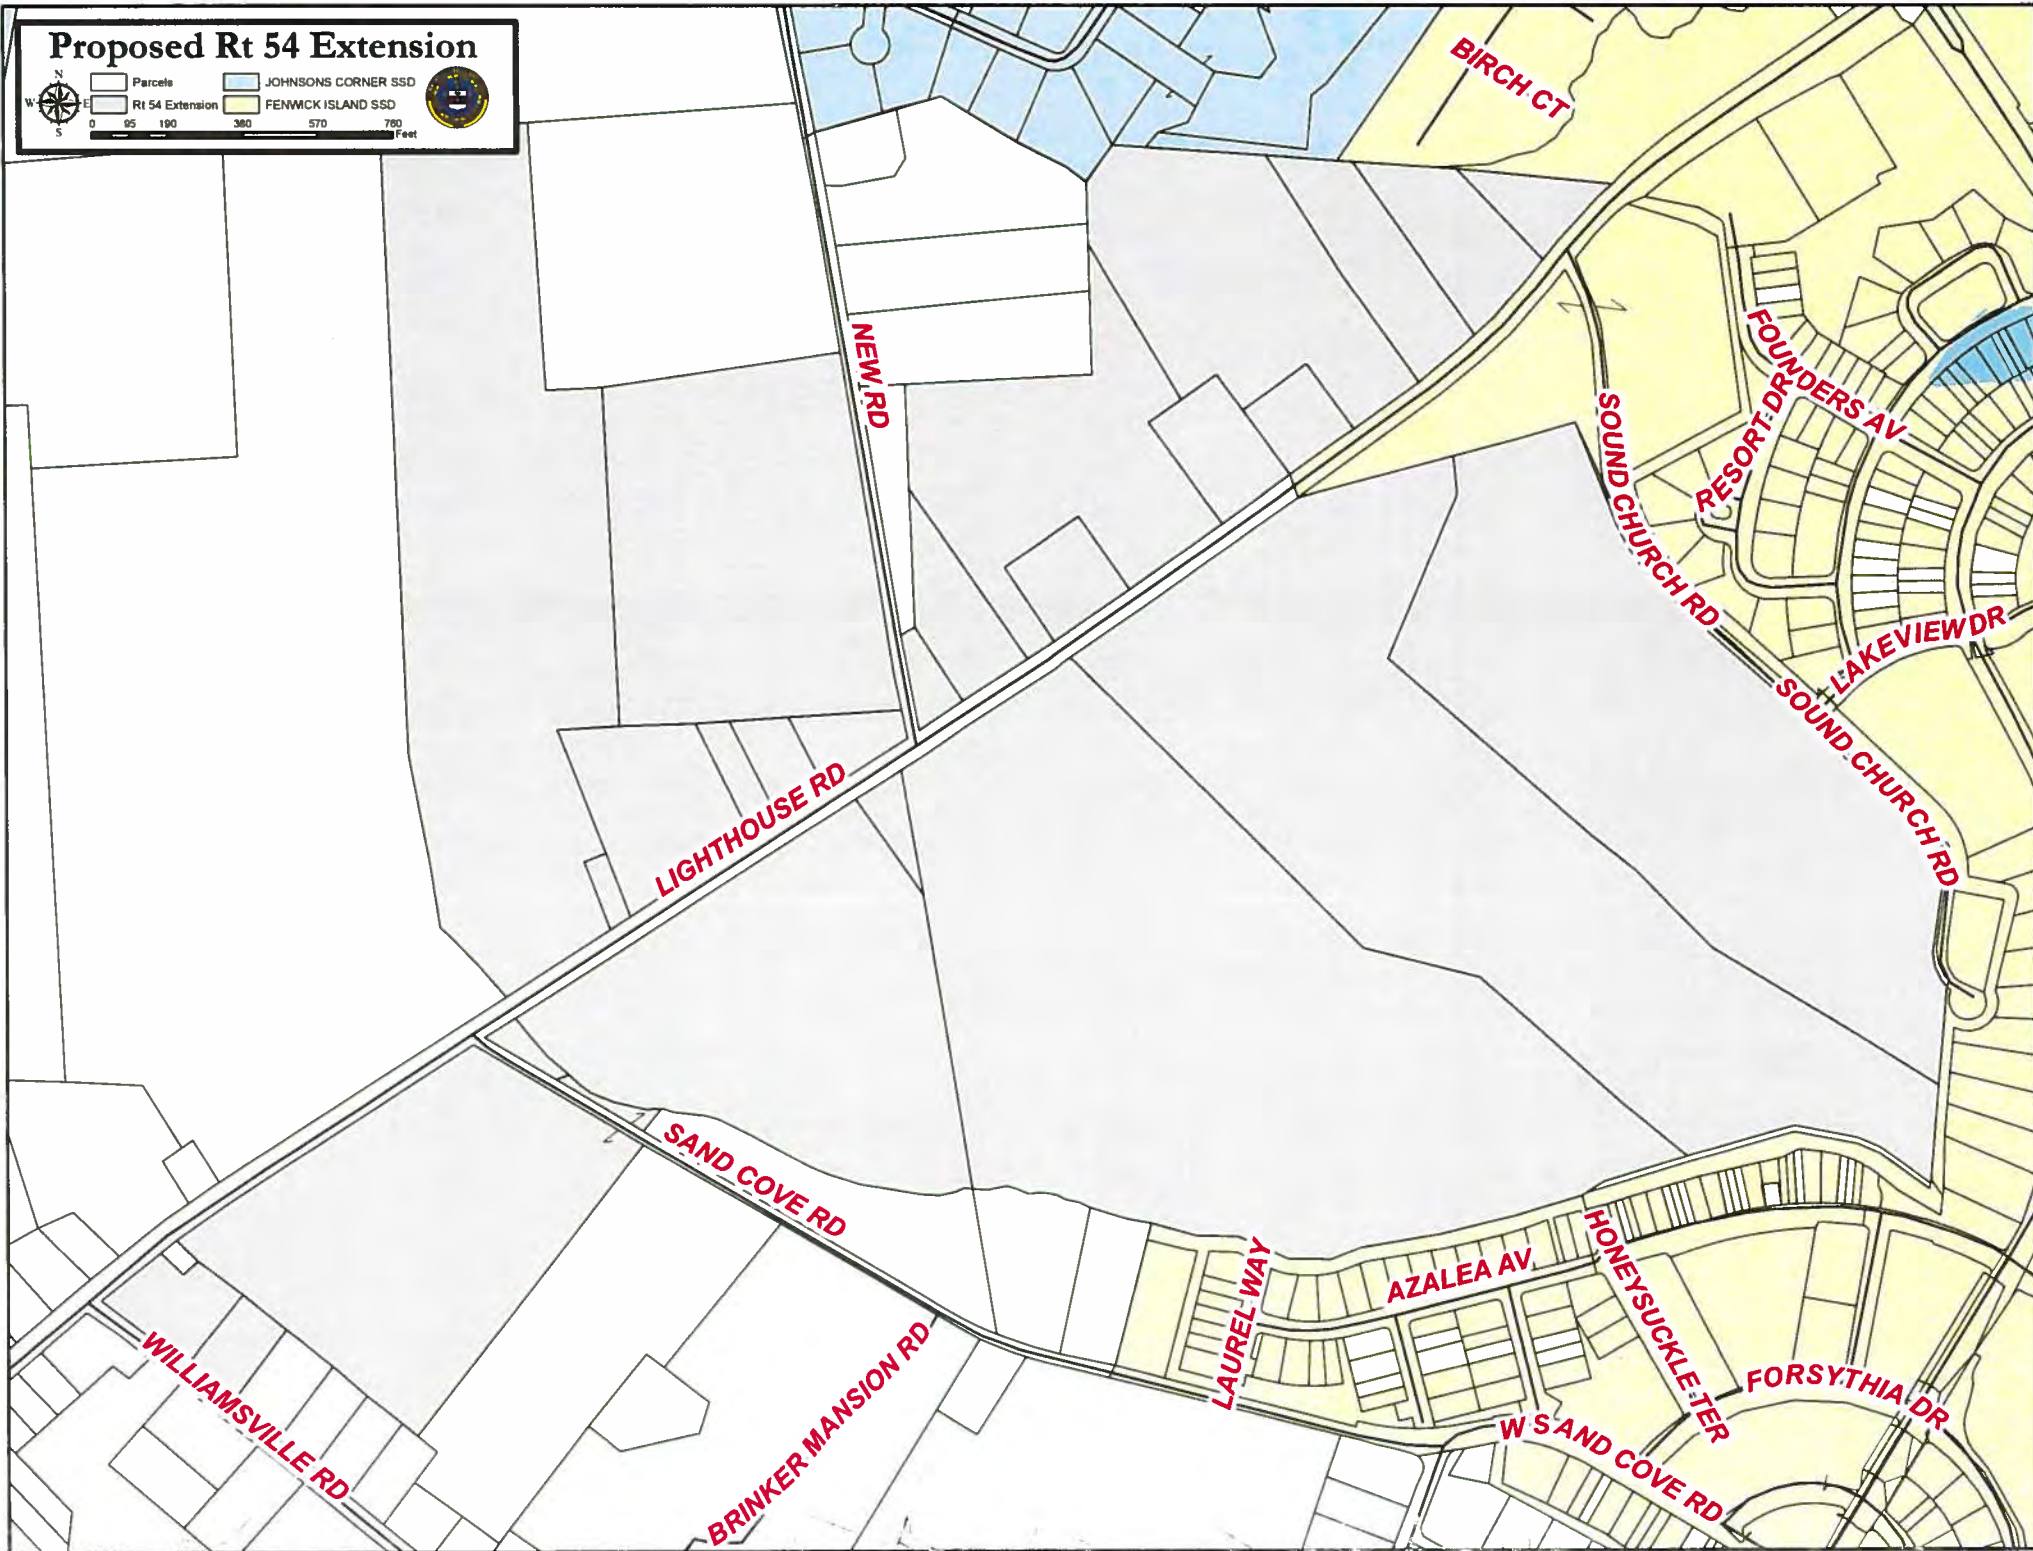 Proposed Rt 54 Extension
N
W E
S
Parcels
JOHNSONS CORNER SSD
Rt 54 Extension
FENWICK ISLAND SSD
0 95 190 380 570 760
Feet
BIRCH CT
NEW RD
FOUNDERS AV
RESORT DR
SOUND CHURCH RD
LAKEVIEW DR
SOUND CHURCH RD
LIGHTHOUSE RD
SAND COVE RD
LAUREL WAY
AZALEA AV
HONEYSUCKLE TER
WILLIAMSVILLE RD
BRINKER MANSION RD
FORSYTHIA DR
W SAND COVE RD